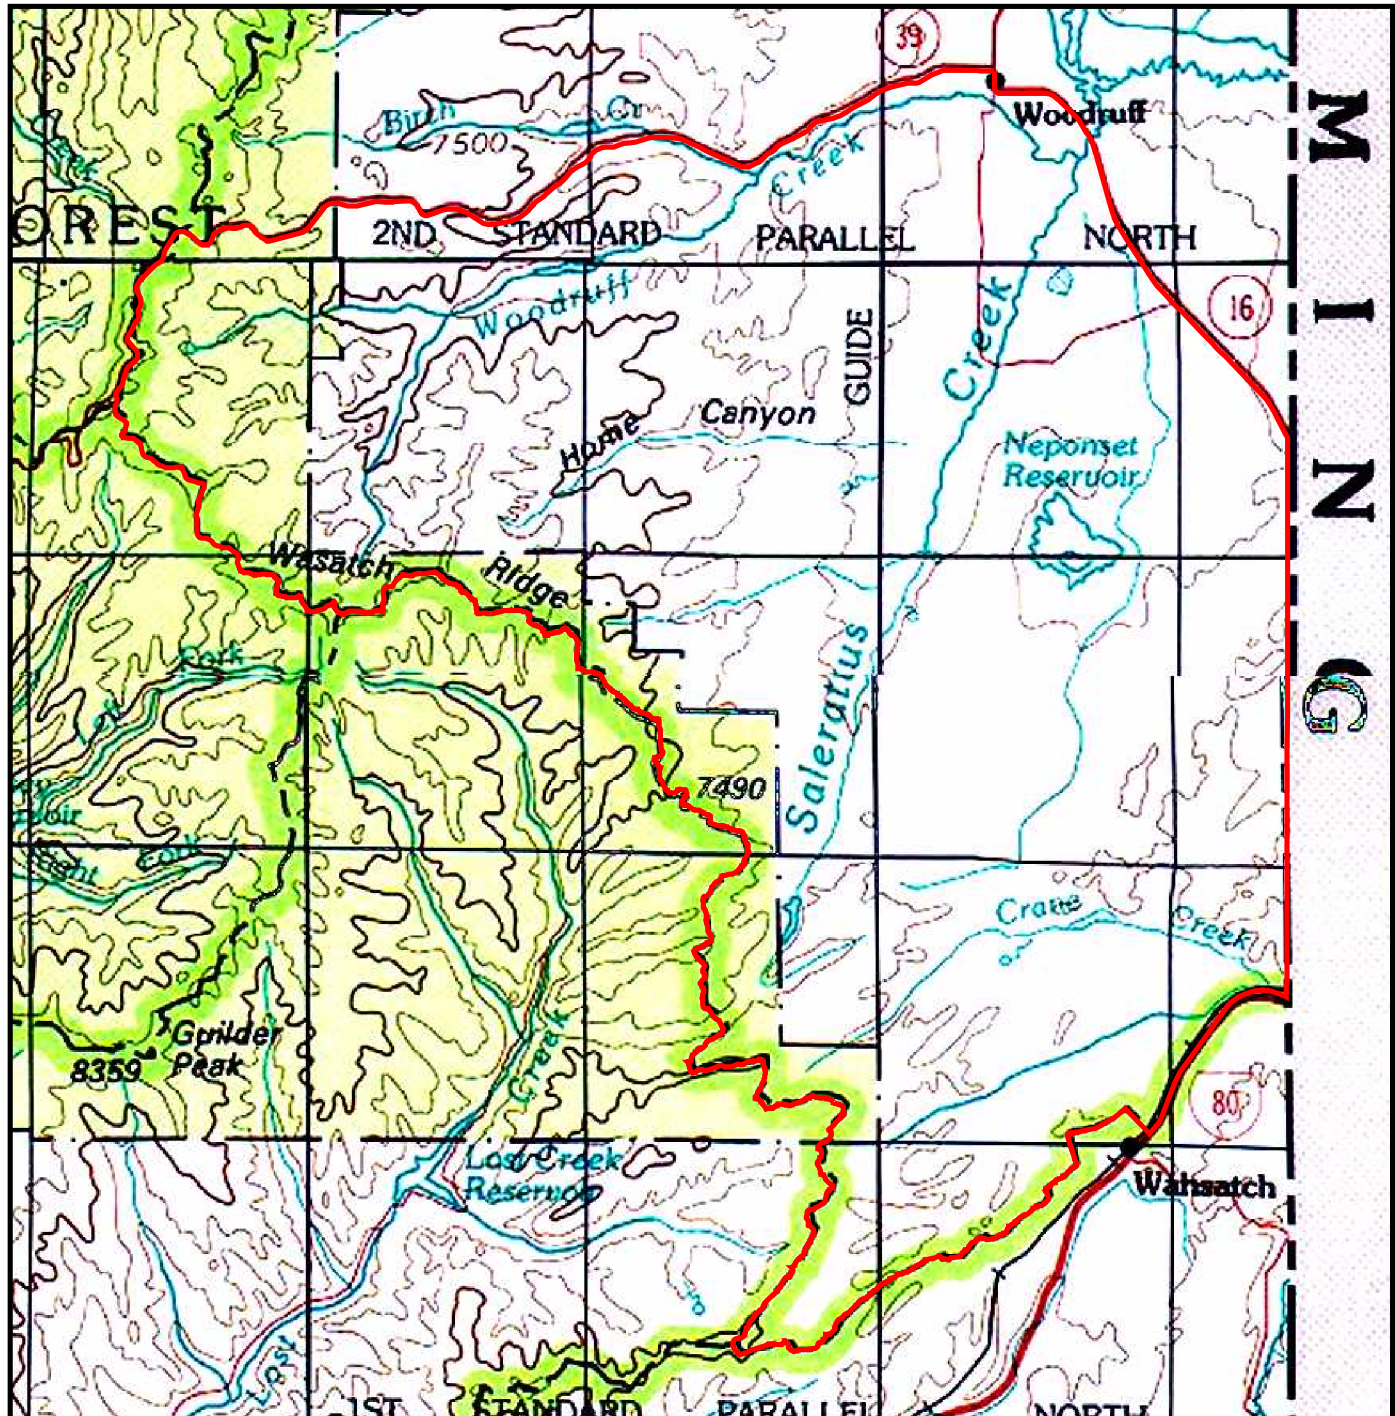 39
Birch Cr
7500
Woodruff
Creek
OREST
2ND STANDARD PARALLEL NORTH
Woodruff
Creek
16
GUIDE
Home Canyon
Neponset
Reservoir
Wasatch Ridge
Fork
Saleratus
7490
Fork
Crane Creek
Guilder
Peak
8359
Creek
80
Lost Creek
Reservoir
Wahsatch
Lost
1ST STANDARD PARALLEL NORTH
M
I
N
G